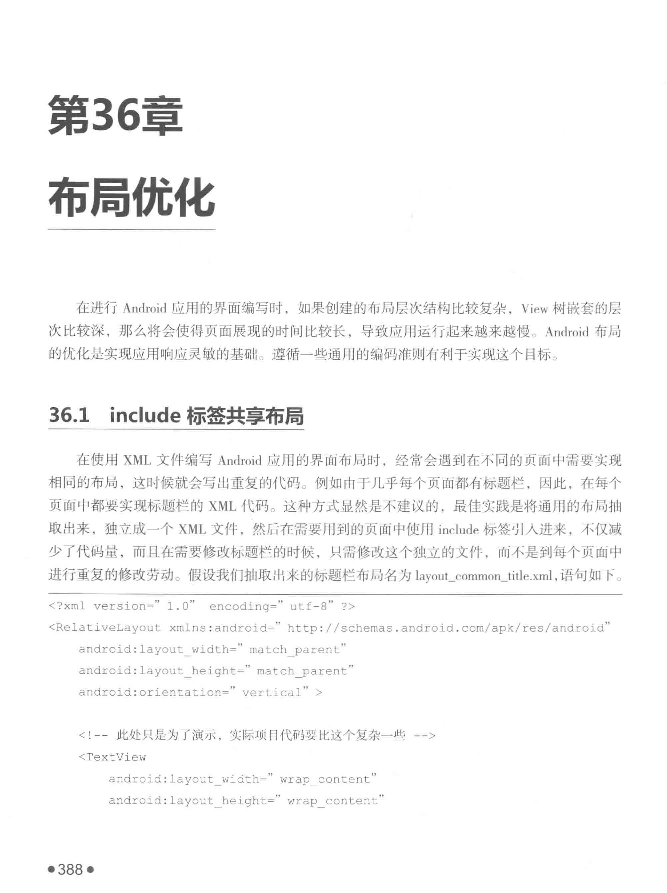 第36章
布局优化
在进行 Android 应用的界面编写时，如果创建的布局层次结构比较复杂，View 树嵌套的层
次比较深，那么将会使得页面展现的时间比较长，导致应用运行起来越来越慢。Android 布局
的优化是实现应用响应灵敏的基础。遵循一些通用的编码准则有利于实现这个目标。
36.1 include 标签共享布局
在使用 XML 文件编写 Android 应用的界面布局时，经常会遇到在不同的页面中需要实现
相同的布局，这时候就会写出重复的代码。例如由于几乎每个页面都有标题栏，因此，在每个
页面中都要实现标题栏的 XML 代码。这种方式显然是不建议的，最佳实践是将通用的布局抽
取出来，独立成一个 XML 文件，然后在需要用到的页面中使用 include 标签引入进来，不仅减
少了代码量，而且在需要修改标题栏的时候，只需修改这个独立的文件，而不是到每个页面中
进行重复的修改劳动。假设我们抽取出来的标题栏布局名为 layout_common_title.xml，语句如下。
<?xml version=”1.0” encoding=”utf-8”?>
<RelativeLayout xmlns:android=”http://schemas.android.com/apk/res/android”
android:layout_width=”match_parent”
android:layout_height=”match_parent”
android:orientation=”vertical”>
<!-- 此处只是为了演示，实际项目代码要比这个复杂一些 -->
<TextView
android:layout_width=”wrap_content”
android:layout_height=”wrap_content”
●388●